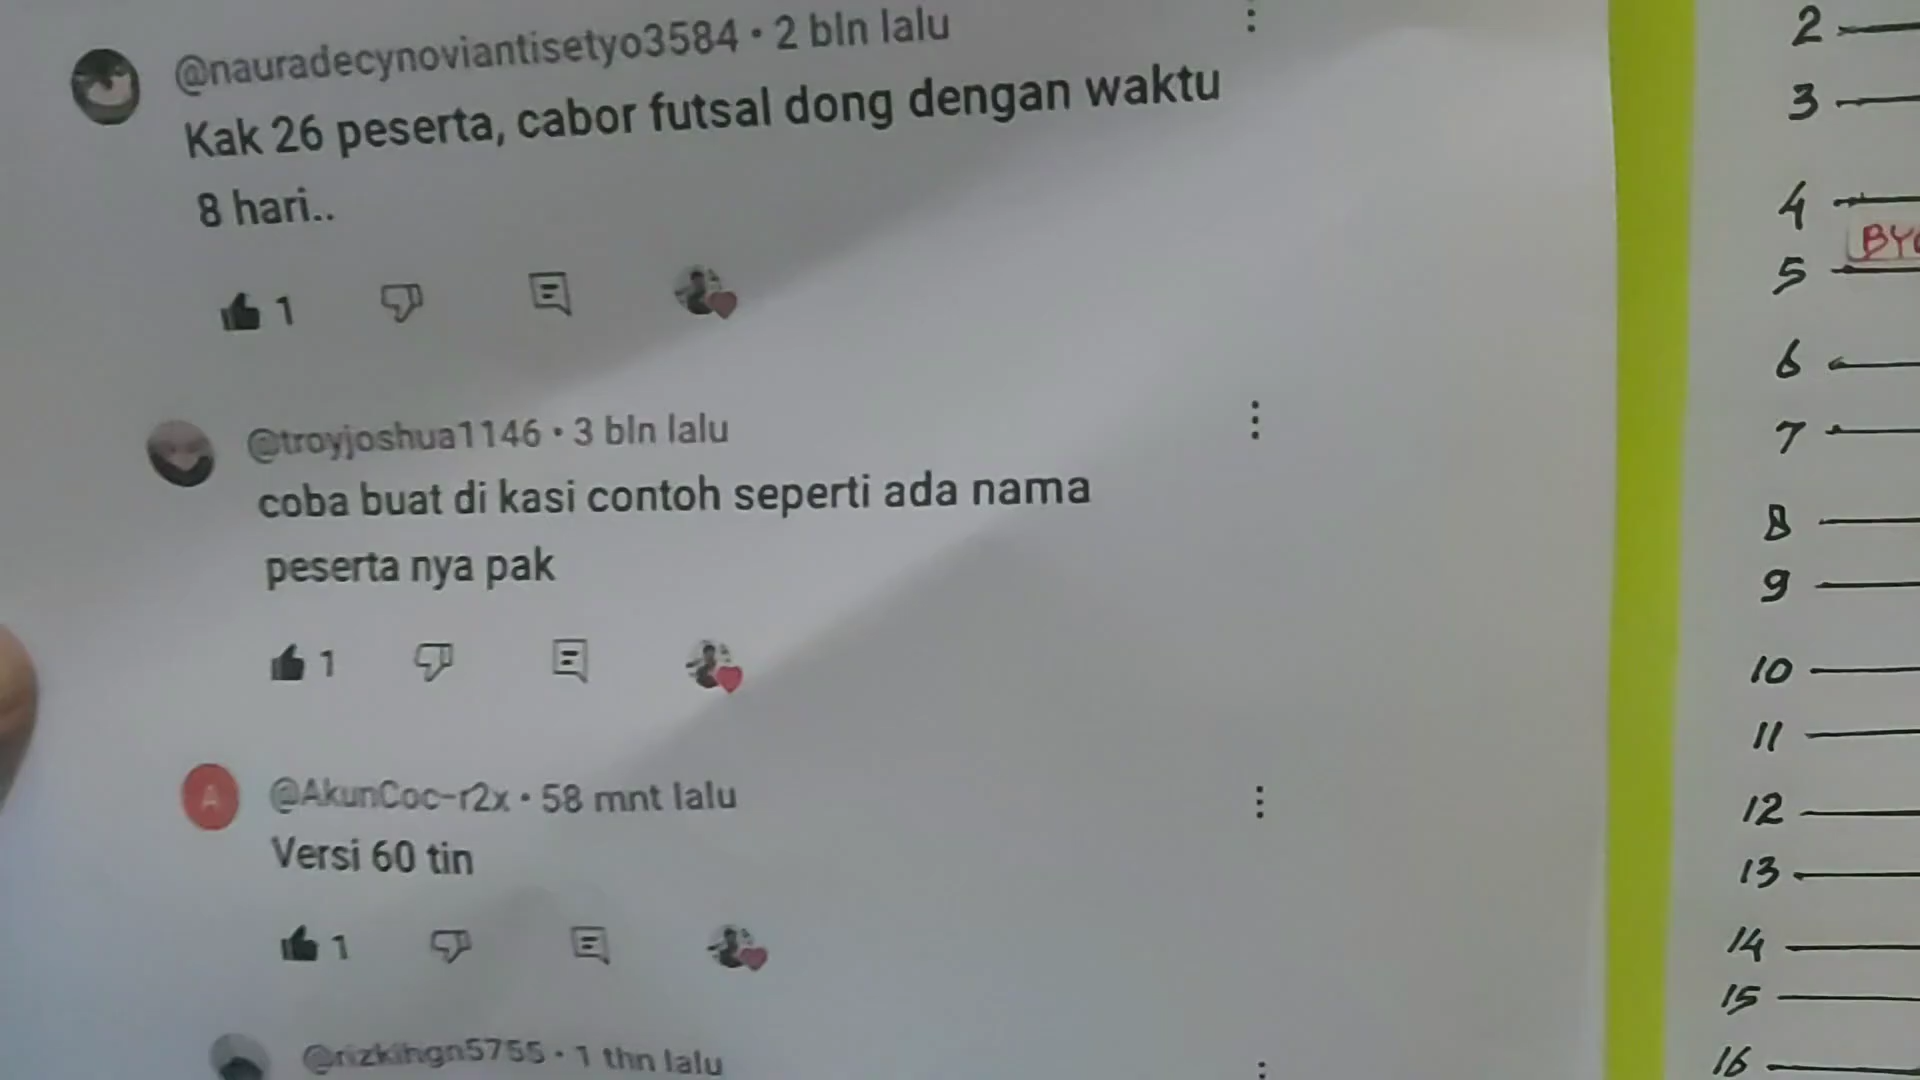 @nauradecynoviantisetyo3584 • 2 bln lalu
Kak 26 peserta, cabor futsal dong dengan waktu
8 hari..
1
@troyjoshua1146 • 3 bln lalu
coba buat di kasi contoh seperti ada nama
peserta nya pak
1
@AkunCoc-r2x • 58 mnt lalu
Versi 60 tin
1
@rizkihgn5755 • 1 thn lalu
2
3
4
5
6
7
8
9
10
11
12
13
14
15
16